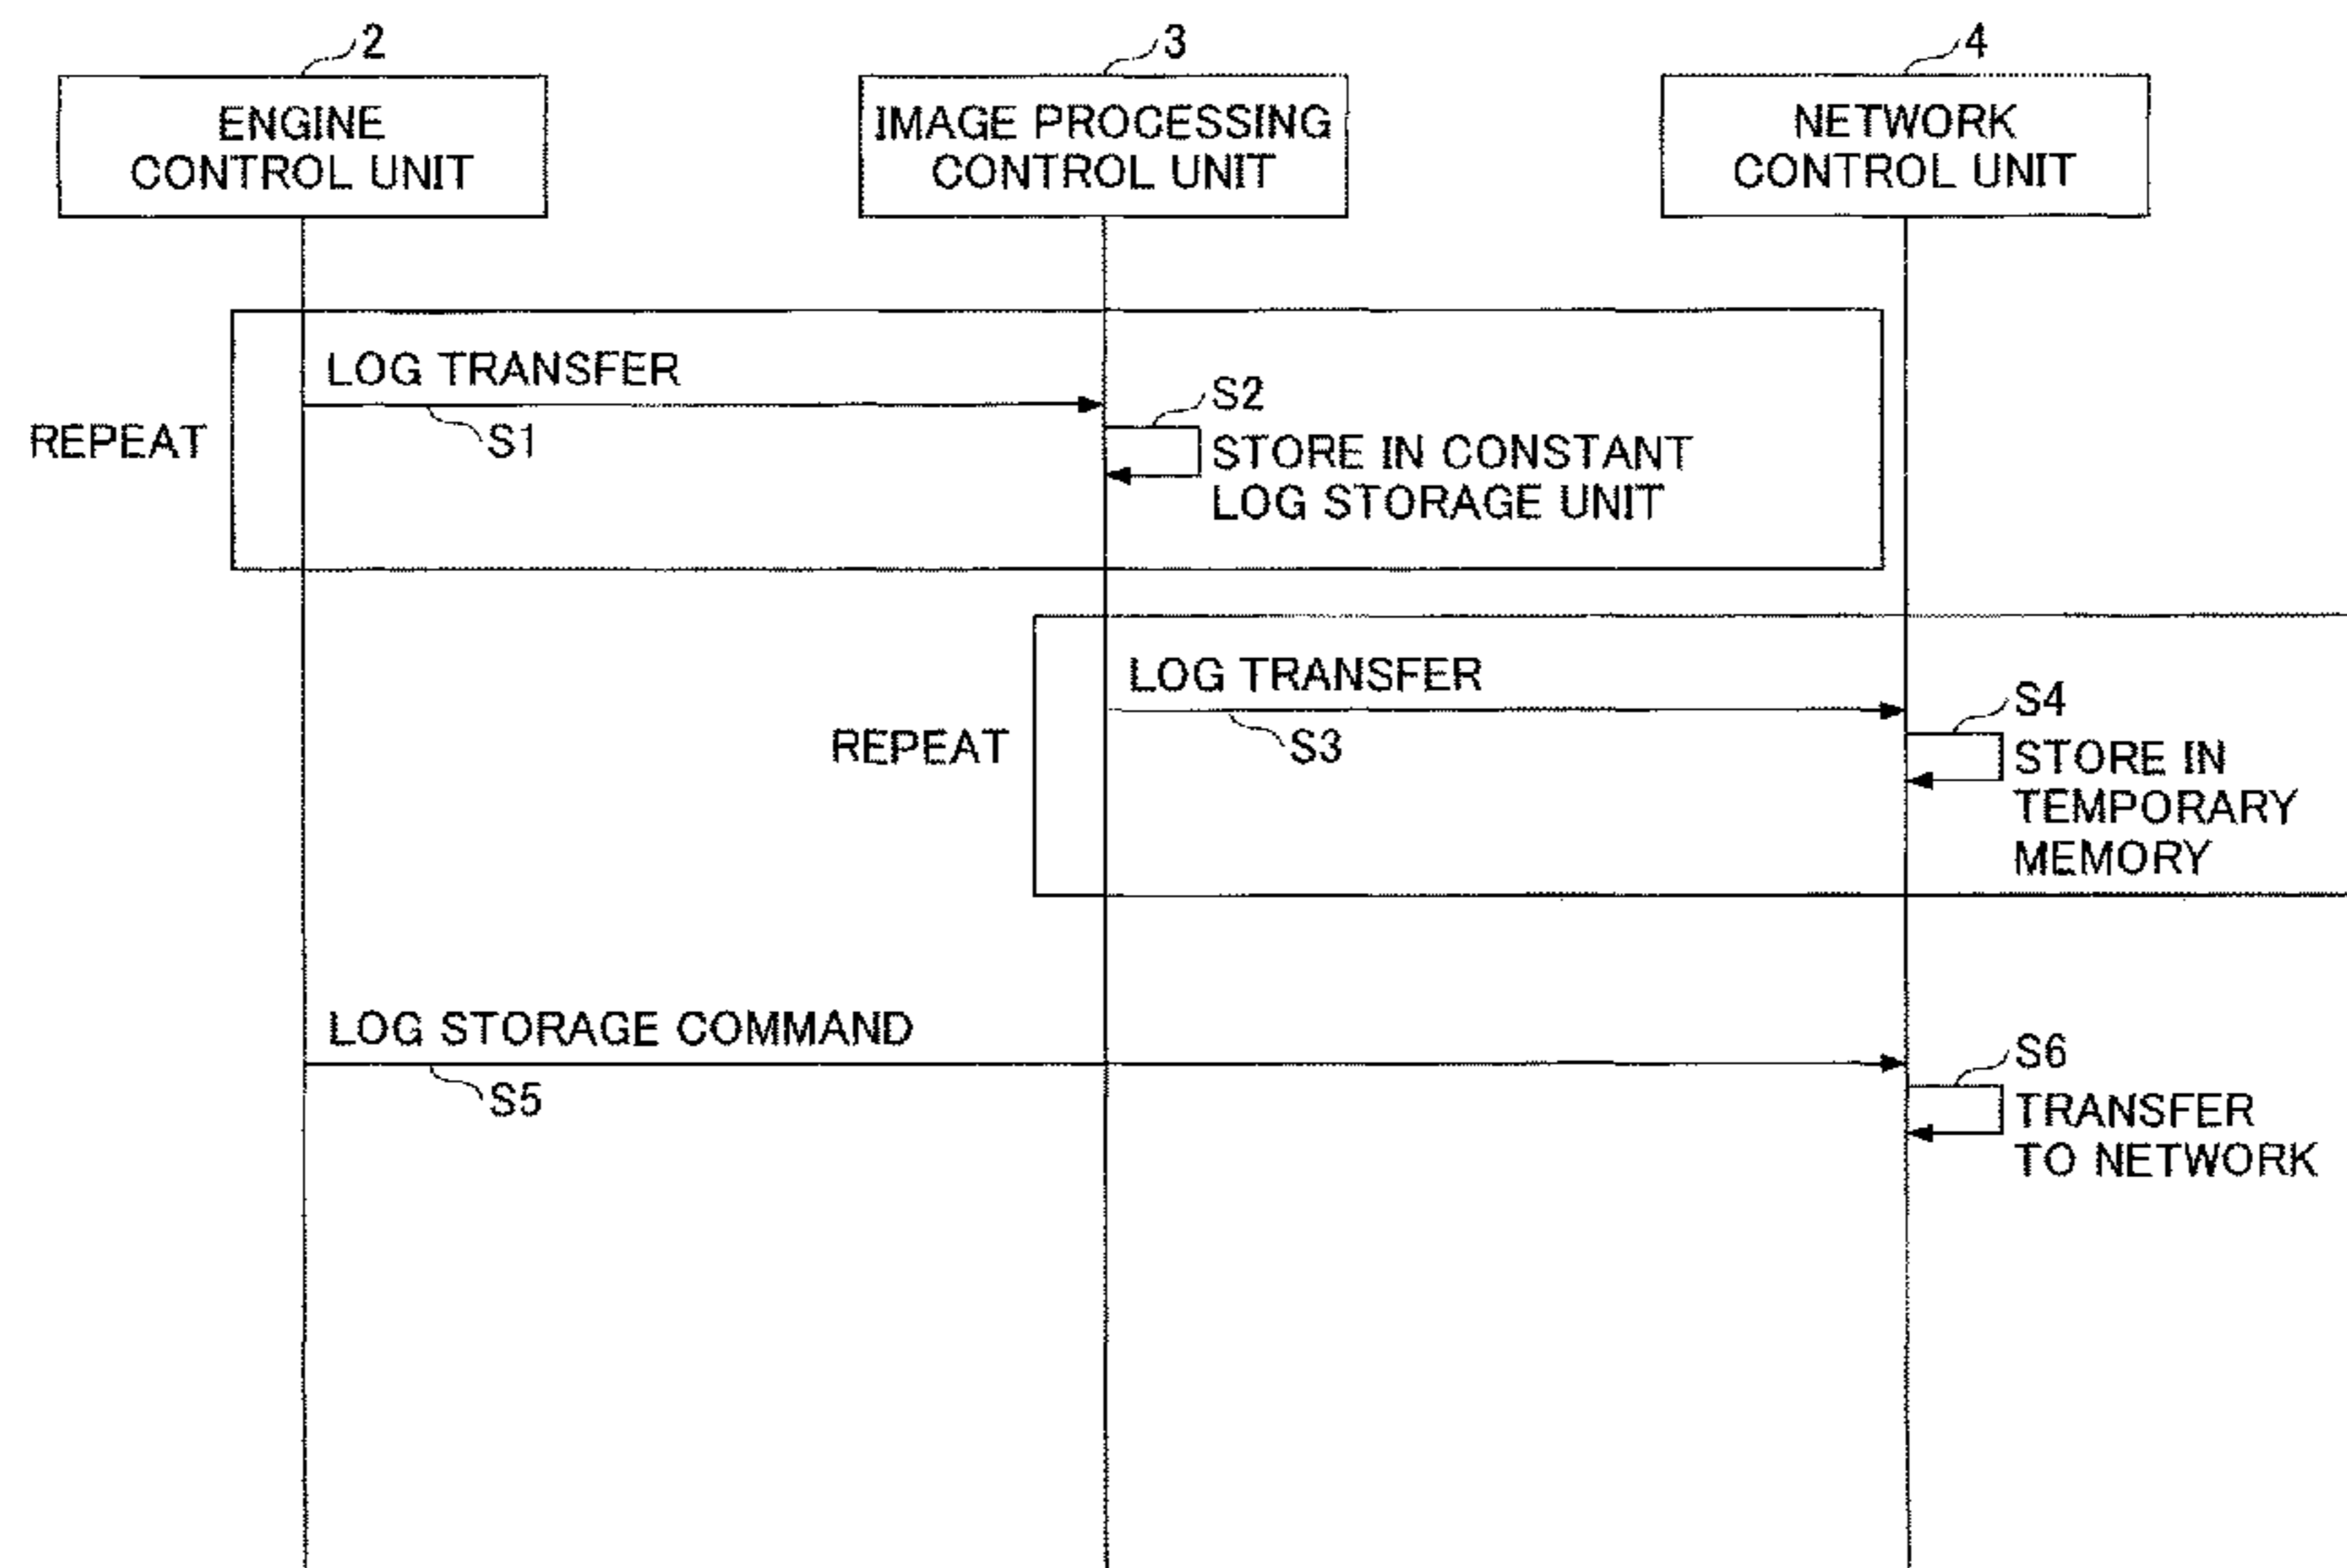 2
3
4
ENGINE
CONTROL UNIT
IMAGE PROCESSING
CONTROL UNIT
NETWORK
CONTROL UNIT
LOG TRANSFER
S1
S2
REPEAT
STORE IN CONSTANT
LOG STORAGE UNIT
LOG TRANSFER
S3
S4
REPEAT
STORE IN
TEMPORARY
MEMORY
LOG STORAGE COMMAND
S5
S6
TRANSFER
TO NETWORK